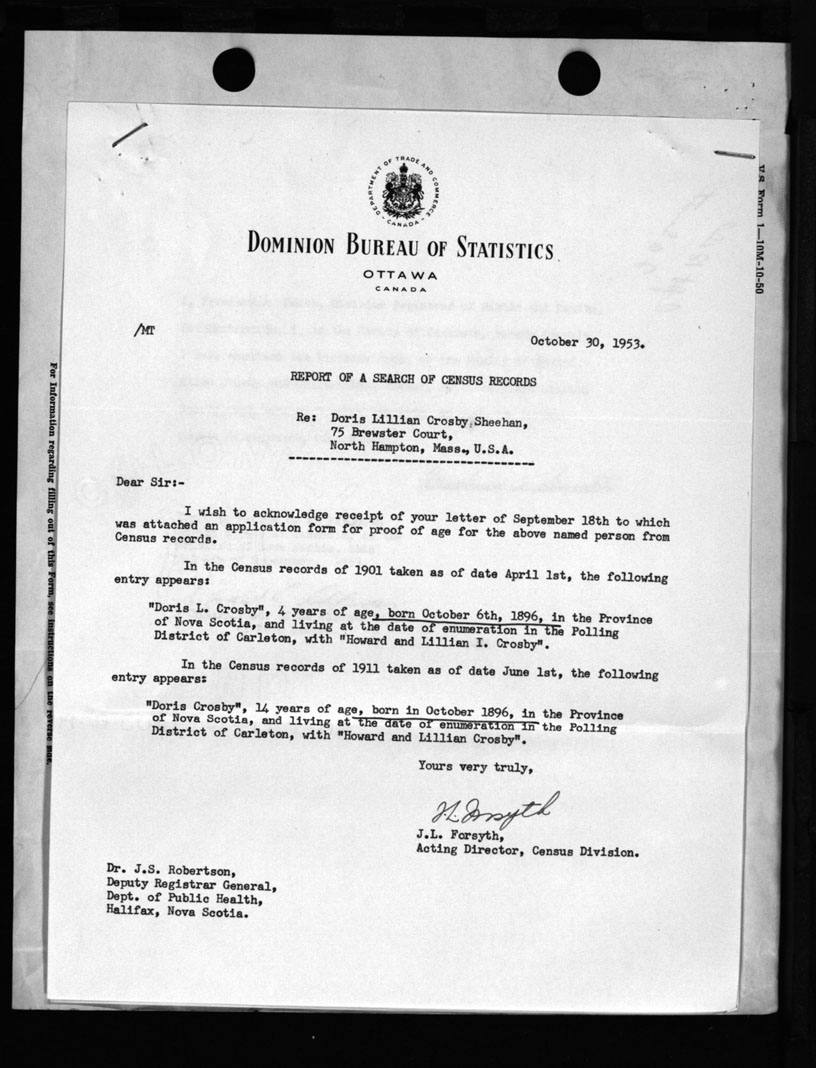 DEPARTMENT OF TRADE AND COMMERCE
CANADA
DOMINION BUREAU OF STATISTICS
OTTAWA
CANADA
/MT
October 30, 1953.
REPORT OF A SEARCH OF CENSUS RECORDS
Re: Doris Lillian Crosby Sheehan,
75 Brewster Court,
North Hampton, Mass., U.S.A.
Dear Sir:-
I wish to acknowledge receipt of your letter of September 18th to which
was attached an application form for proof of age for the above named person from
Census records.
In the Census records of 1901 taken as of date April 1st, the following
entry appears:
"Doris L. Crosby", 4 years of age, born October 6th, 1896, in the Province
of Nova Scotia, and living at the date of enumeration in the Polling
District of Carleton, with "Howard and Lillian I. Crosby".
In the Census records of 1911 taken as of date June 1st, the following
entry appears:
"Doris Crosby", 14 years of age, born in October 1896, in the Province
of Nova Scotia, and living at the date of enumeration in the Polling
District of Carleton, with "Howard and Lillian Crosby".
Yours very truly,
J.L. Forsyth
J.L. Forsyth,
Acting Director, Census Division.
Dr. J.S. Robertson,
Deputy Registrar General,
Dept. of Public Health,
Halifax, Nova Scotia.
For Information regarding filling out of this Form, see instructions on the reverse
V.S. Form 1—10M-10-50